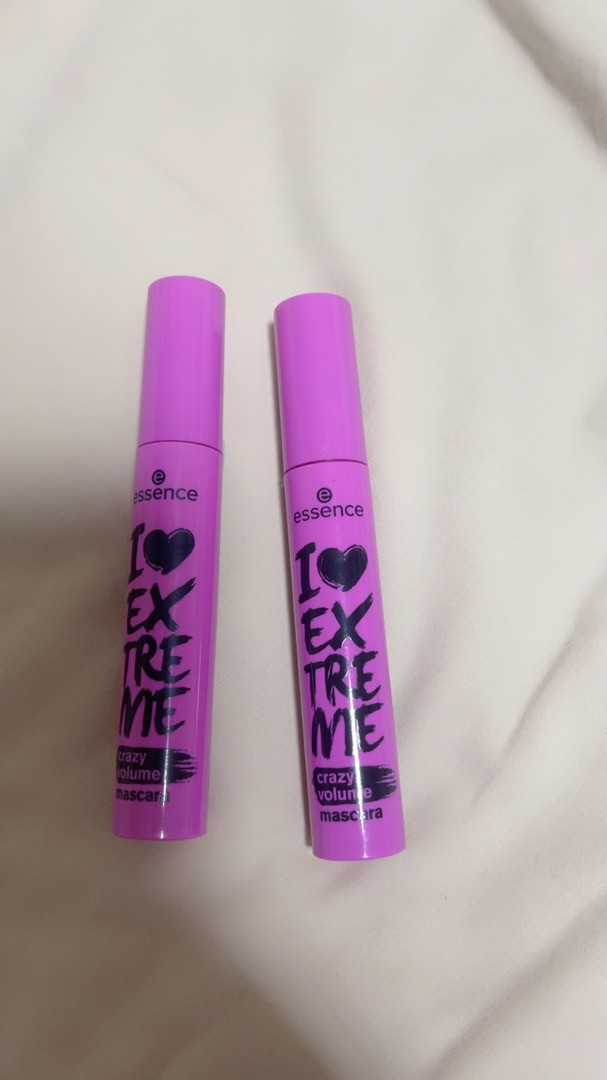 e
essence
I ♥
EX
TRE
ME
crazy
volume
mascara
e
essence
I ♥
EX
TRE
ME
crazy
volume
mascara